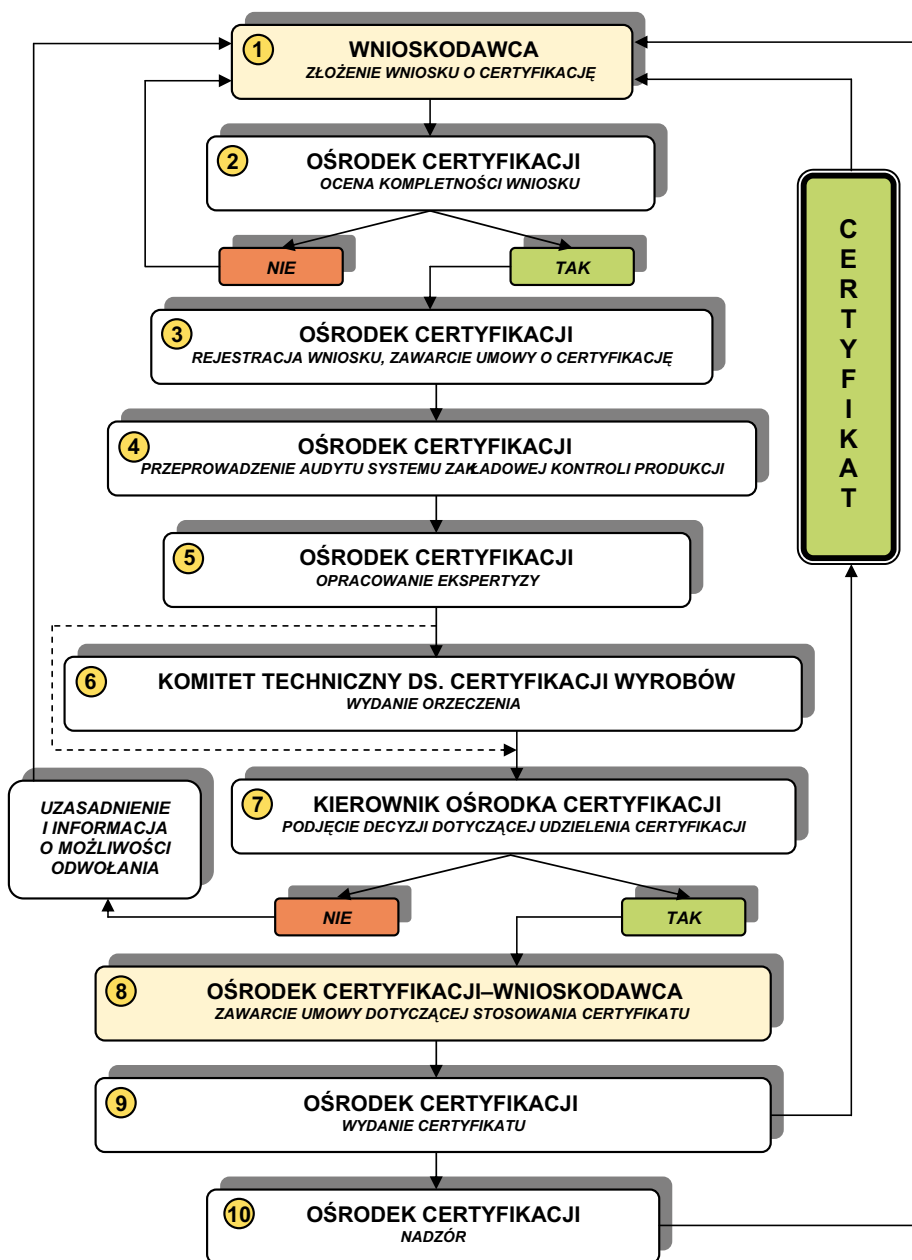 1
WNIOSKODAWCA
ZŁOŻENIE WNIOSKU O CERTYFIKACJĘ
2
OŚRODEK CERTYFIKACJI
OCENA KOMPLETNOŚCI WNIOSKU
NIE
TAK
3
OŚRODEK CERTYFIKACJI
REJESTRACJA WNIOSKU, ZAWARCIE UMOWY O CERTYFIKACJĘ
4
OŚRODEK CERTYFIKACJI
PRZEPROWADZENIE AUDYTU SYSTEMU ZAKŁADOWEJ KONTROLI PRODUKCJI
5
OŚRODEK CERTYFIKACJI
OPRACOWANIE EKSPERTYZY
6
KOMITET TECHNICZNY DS. CERTYFIKACJI WYROBÓW
WYDANIE ORZECZENIA
7
KIEROWNIK OŚRODKA CERTYFIKACJI
PODJĘCIE DECYZJI DOTYCZĄCEJ UDZIELENIA CERTYFIKACJI
UZASADNIENIE
I INFORMACJA
O MOŻLIWOŚCI
ODWOŁANIA
NIE
TAK
8
OŚRODEK CERTYFIKACJI–WNIOSKODAWCA
ZAWARCIE UMOWY DOTYCZĄCEJ STOSOWANIA CERTYFIKATU
9
OŚRODEK CERTYFIKACJI
WYDANIE CERTYFIKATU
10
OŚRODEK CERTYFIKACJI
NADZÓR
CERTYFIKAT